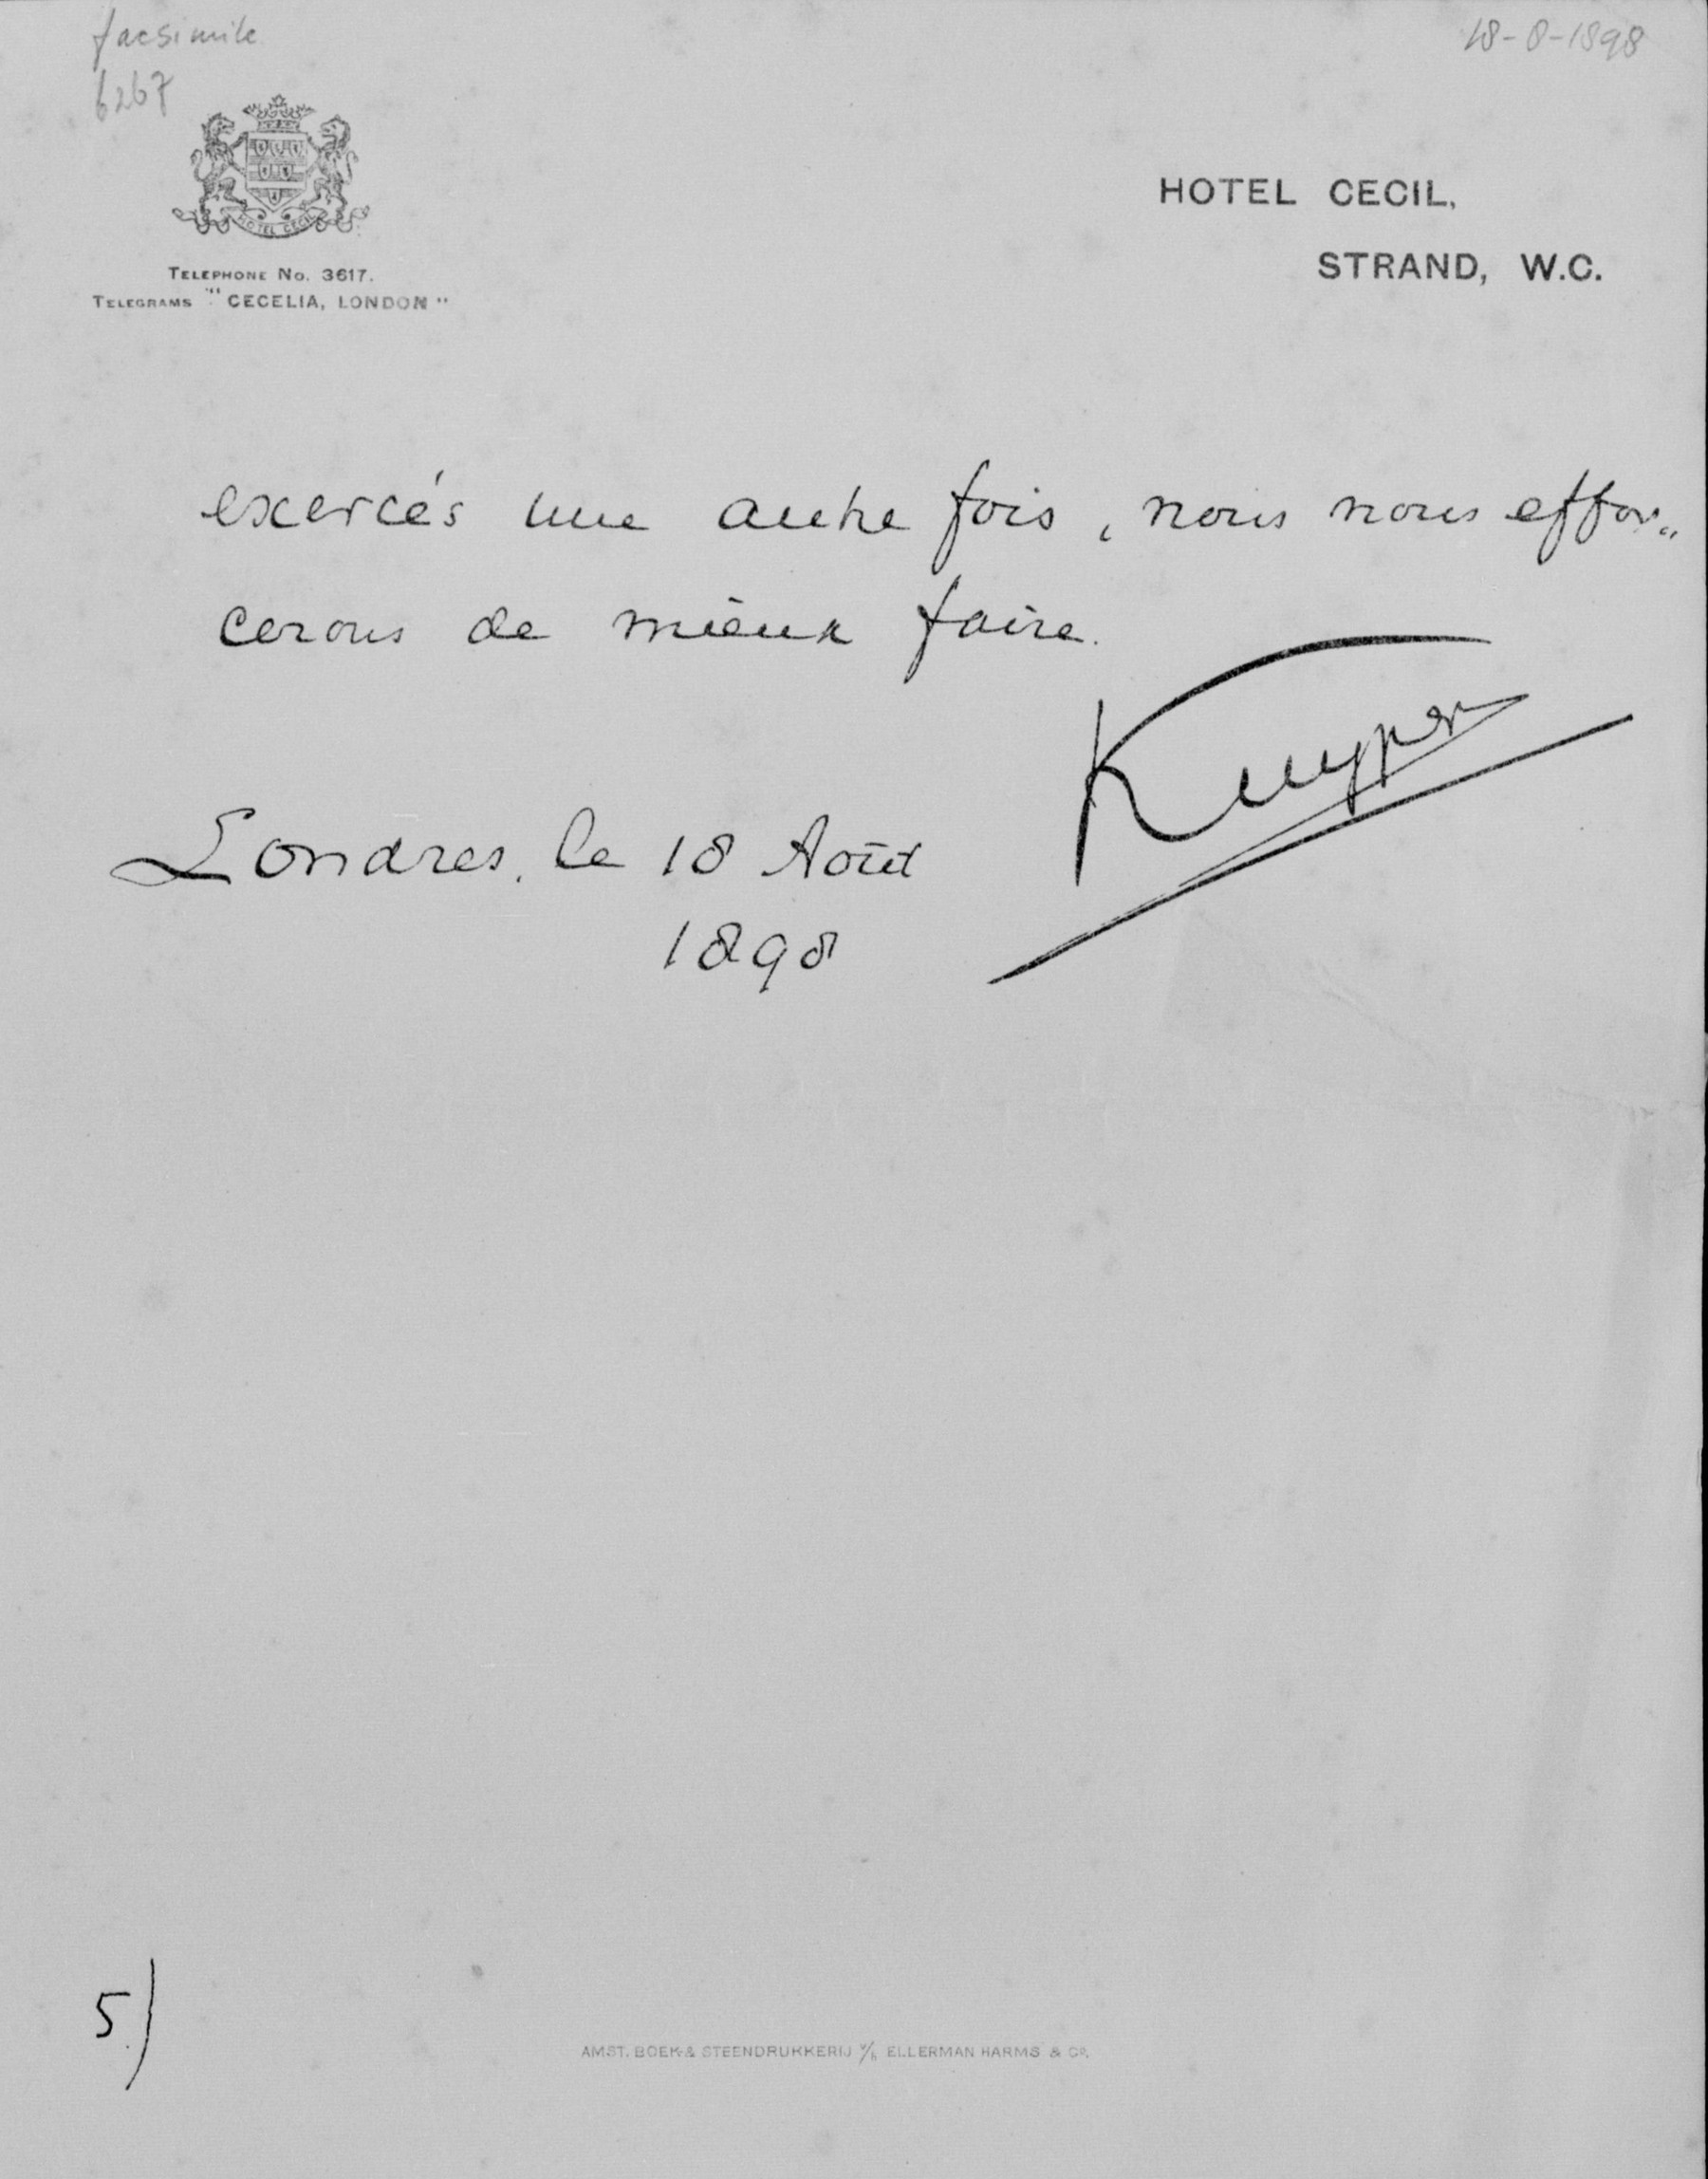 facsimile
6267
18-8-1898
HOTEL CECIL
TELEPHONE No. 3617.
TELEGRAMS "CECELIA, LONDON"
HOTEL CECIL,
STRAND, W.C.
exercés une autre fois, nous nous effor„
cerons de mieux faire.
Kuyper
Londres, le 18 Août
1898
5)
AMST. BOEK-& STEENDRUKKERIJ v/h ELLERMAN HARMS & Co.